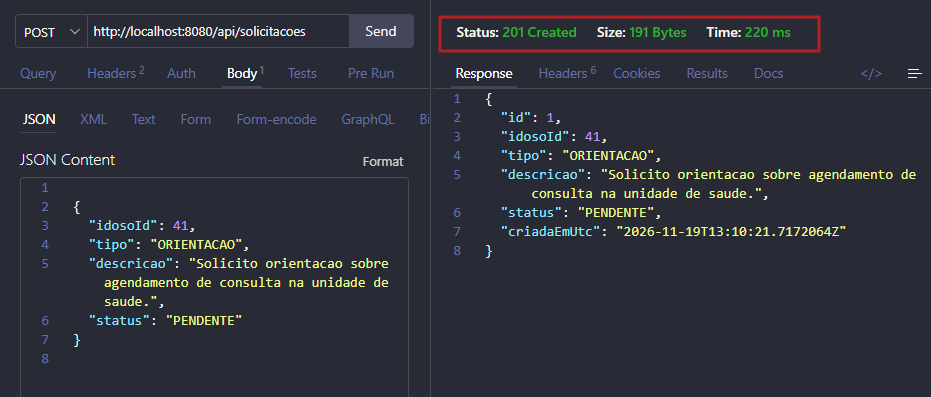 POST http://localhost:8080/api/solicitacoes Send
Query Headers 2 Auth Body 1 Tests Pre Run
JSON XML Text Form Form-encode GraphQL Bi
JSON Content Format
1
2 {
3 "idosoId": 41,
4 "tipo": "ORIENTACAO",
5 "descricao": "Solicito orientacao sobre
agendamento de consulta na unidade de
saude.",
6 "status": "PENDENTE"
7 }
8
Status: 201 Created Size: 191 Bytes Time: 220 ms
Response Headers 6 Cookies Results Docs </>
1 {
2 "id": 1,
3 "idosoId": 41,
4 "tipo": "ORIENTACAO",
5 "descricao": "Solicito orientacao sobre agendamento de
consulta na unidade de saude.",
6 "status": "PENDENTE",
7 "criadaEmUtc": "2026-11-19T13:10:21.7172064Z"
8 }